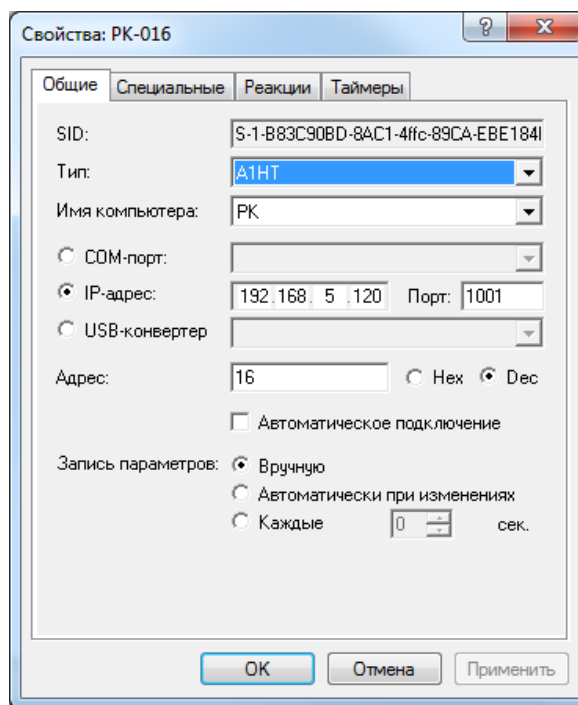 Свойства: PK-016
Общие Специальные Реакции Таймеры
SID: S-1-B83C90BD-8AC1-4ffc-89CA-EBE184I
Тип: A1HT
Имя компьютера: PK
COM-порт:
IP-адрес: 192.168. 5 .120 Порт: 1001
USB-конвертер
Адрес: 16 Hex Dec
Автоматическое подключение
Запись параметров: Вручную
Автоматически при изменениях
Каждые 0 сек.
OK Отмена Применить